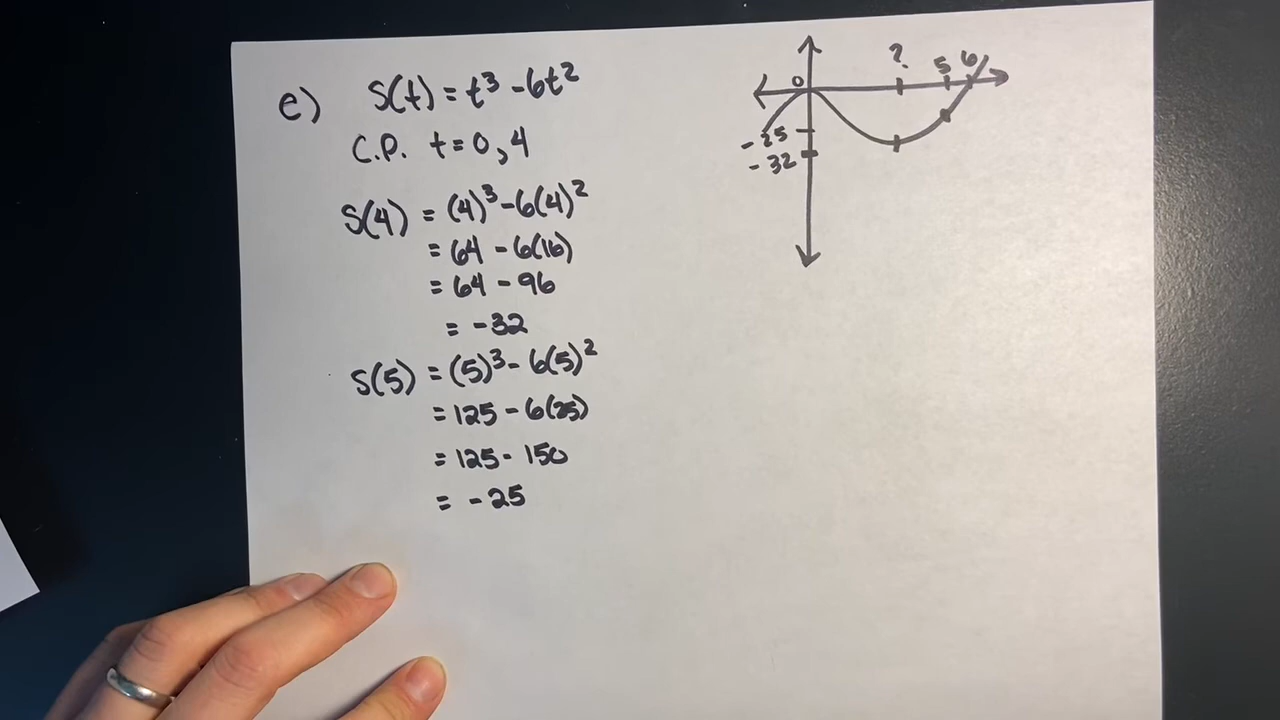 e) S(t) = t³ - 6t²
C.P. t = 0, 4
S(4) = (4)³ - 6(4)²
= 64 - 6(16)
= 64 - 96
= -32
S(5) = (5)³ - 6(5)²
= 125 - 6(25)
= 125 - 150
= -25
? 5 6
0
-25
-32